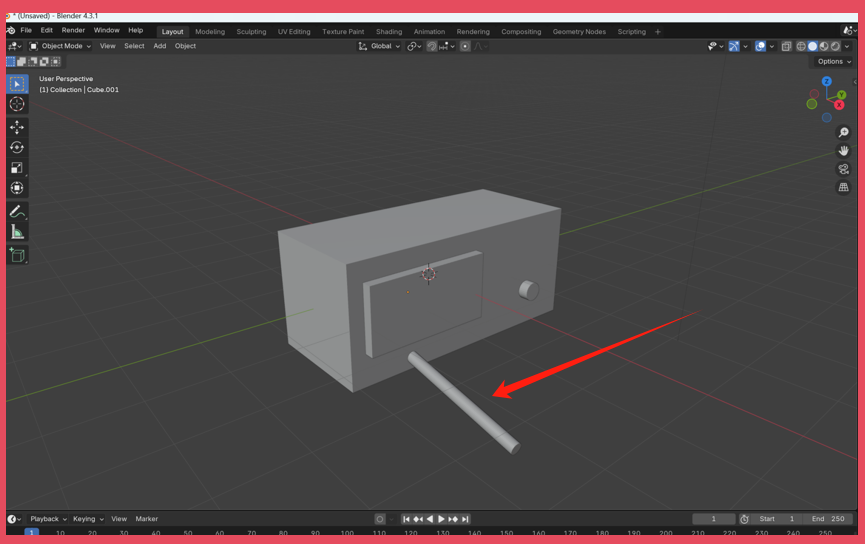 * (Unsaved) - Blender 4.3.1
File Edit Render Window Help Layout Modeling Sculpting UV Editing Texture Paint Shading Animation Rendering Compositing Geometry Nodes Scripting +
Object Mode View Select Add Object Global
Options
User Perspective
(1) Collection | Cube.001
Z
Y
X
Playback Keying View Marker 1 Start 1 End 250
1 10 20 30 40 50 60 70 80 90 100 110 120 130 140 150 160 170 180 190 200 210 220 230 240 250